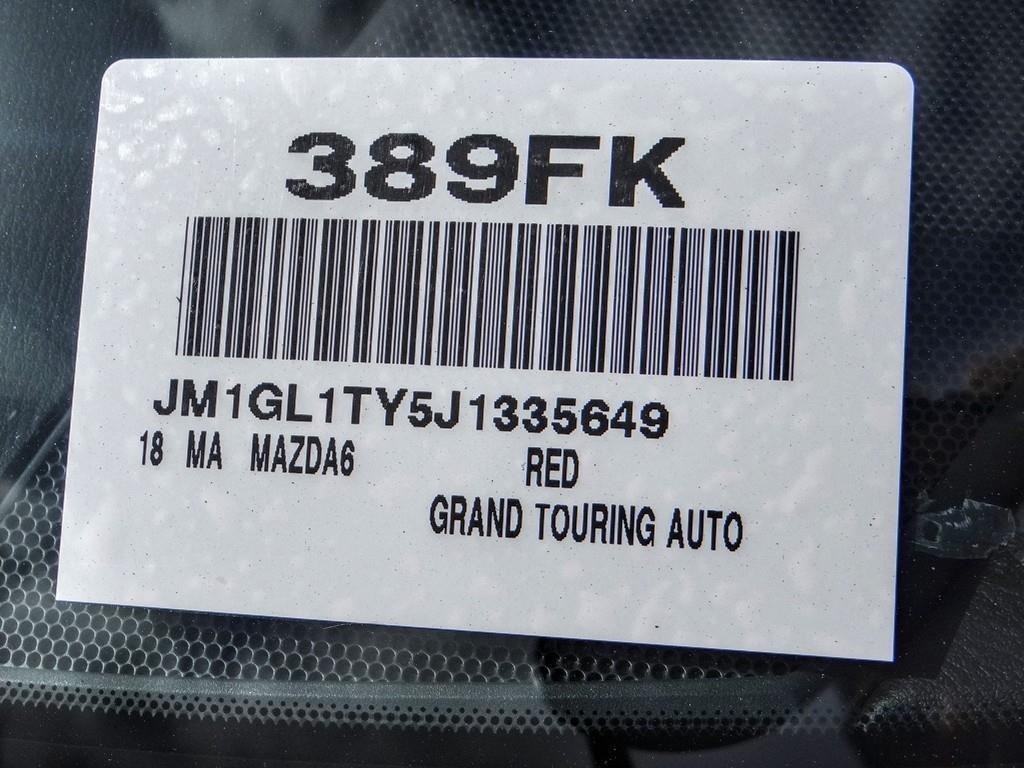 389FK
JM1GL1TY5J1335649
18 MA MAZDA6 RED
GRAND TOURING AUTO